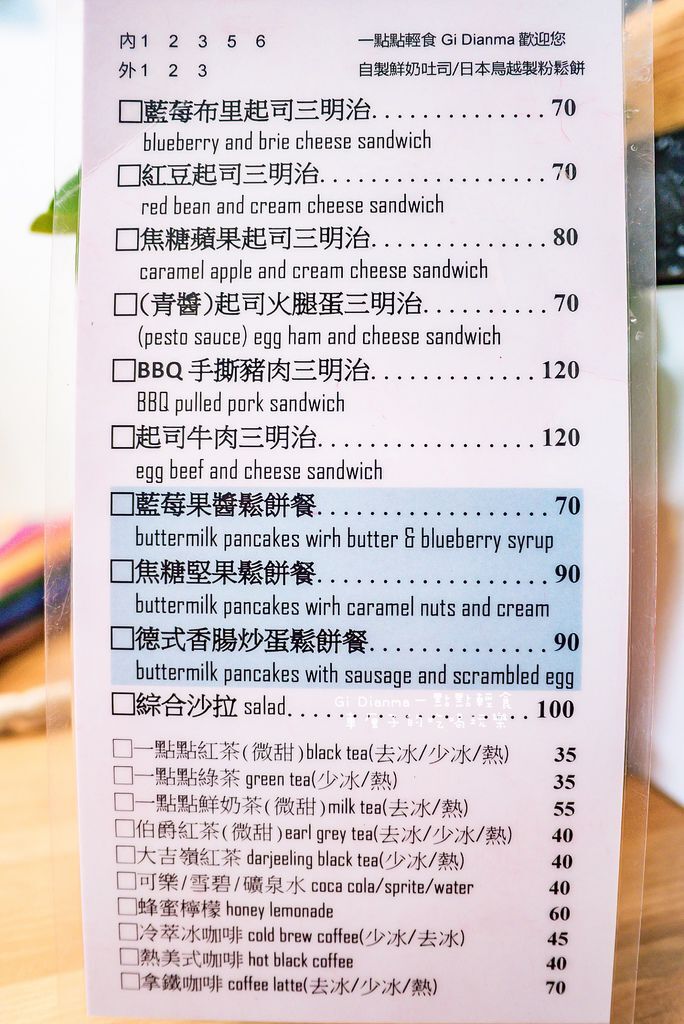 內1 2 3 5 6 一點點輕食 Gi Dianma 歡迎您
外1 2 3 自製鮮奶吐司/日本鳥越製粉鬆餅
□藍莓布里起司三明治..............70
blueberry and brie cheese sandwich
□紅豆起司三明治..................70
red bean and cream cheese sandwich
□焦糖蘋果起司三明治..............80
caramel apple and cream cheese sandwich
□(青醬)起司火腿蛋三明治..........70
(pesto sauce) egg ham and cheese sandwich
□BBQ 手撕豬肉三明治.............120
BBQ pulled pork sandwich
□起司牛肉三明治.................120
egg beef and cheese sandwich
□藍莓果醬鬆餅餐..................70
buttermilk pancakes wirh butter & blueberry syrup
□焦糖堅果鬆餅餐..................90
buttermilk pancakes wirh caramel nuts and cream
□德式香腸炒蛋鬆餅餐..............90
buttermilk pancakes with sausage and scrambled egg
□綜合沙拉 salad....................100
Gi Dianma 一點點輕食
□一點點紅茶(微甜)black tea(去冰/少冰/熱) 35
□一點點綠茶 green tea(少冰/熱) 35
□一點點鮮奶茶(微甜)milk tea(去冰/熱) 55
□伯爵紅茶(微甜)earl grey tea(去冰/少冰/熱) 40
□大吉嶺紅茶 darjeeling black tea(少冰/熱) 40
□可樂/雪碧/礦泉水 coca cola/sprite/water 40
□蜂蜜檸檬 honey lemonade 60
□冷萃冰咖啡 cold brew coffee(少冰/去冰) 45
□熱美式咖啡 hot black coffee 40
□拿鐵咖啡 coffee latte(去冰/少冰/熱) 70